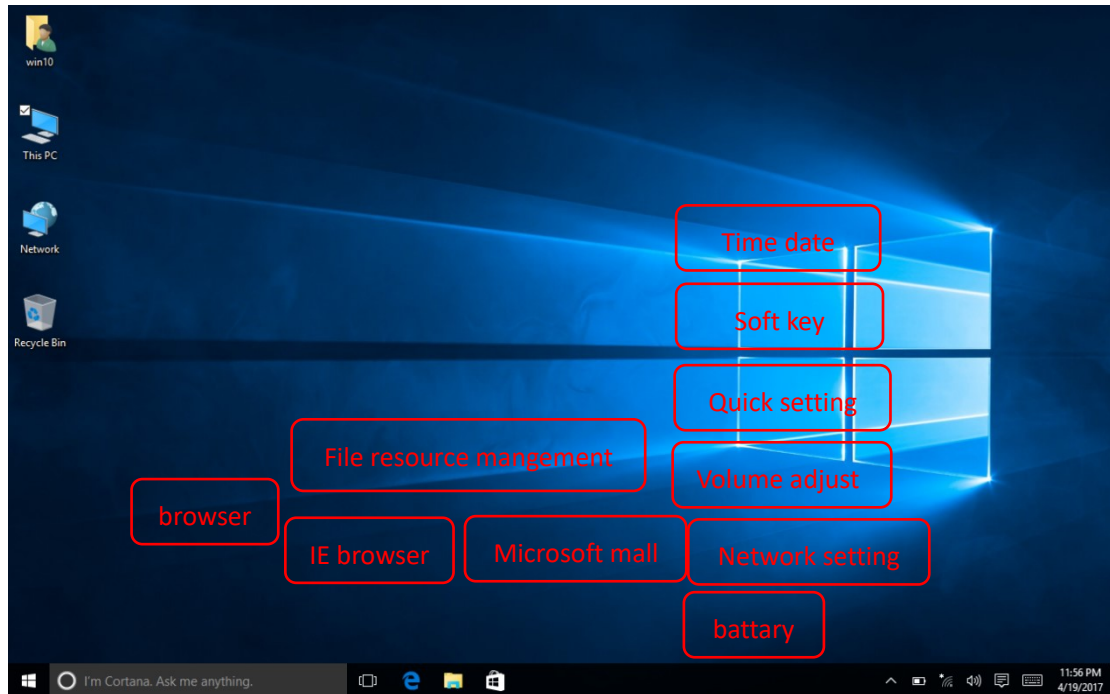 win10
This PC
Network
Time date
Recycle Bin
Soft key
Quick setting
File resource mangement
Volume adjust
browser
IE browser
Microsoft mall
Network setting
battary
I'm Cortana. Ask me anything.
11:56 PM
4/19/2017